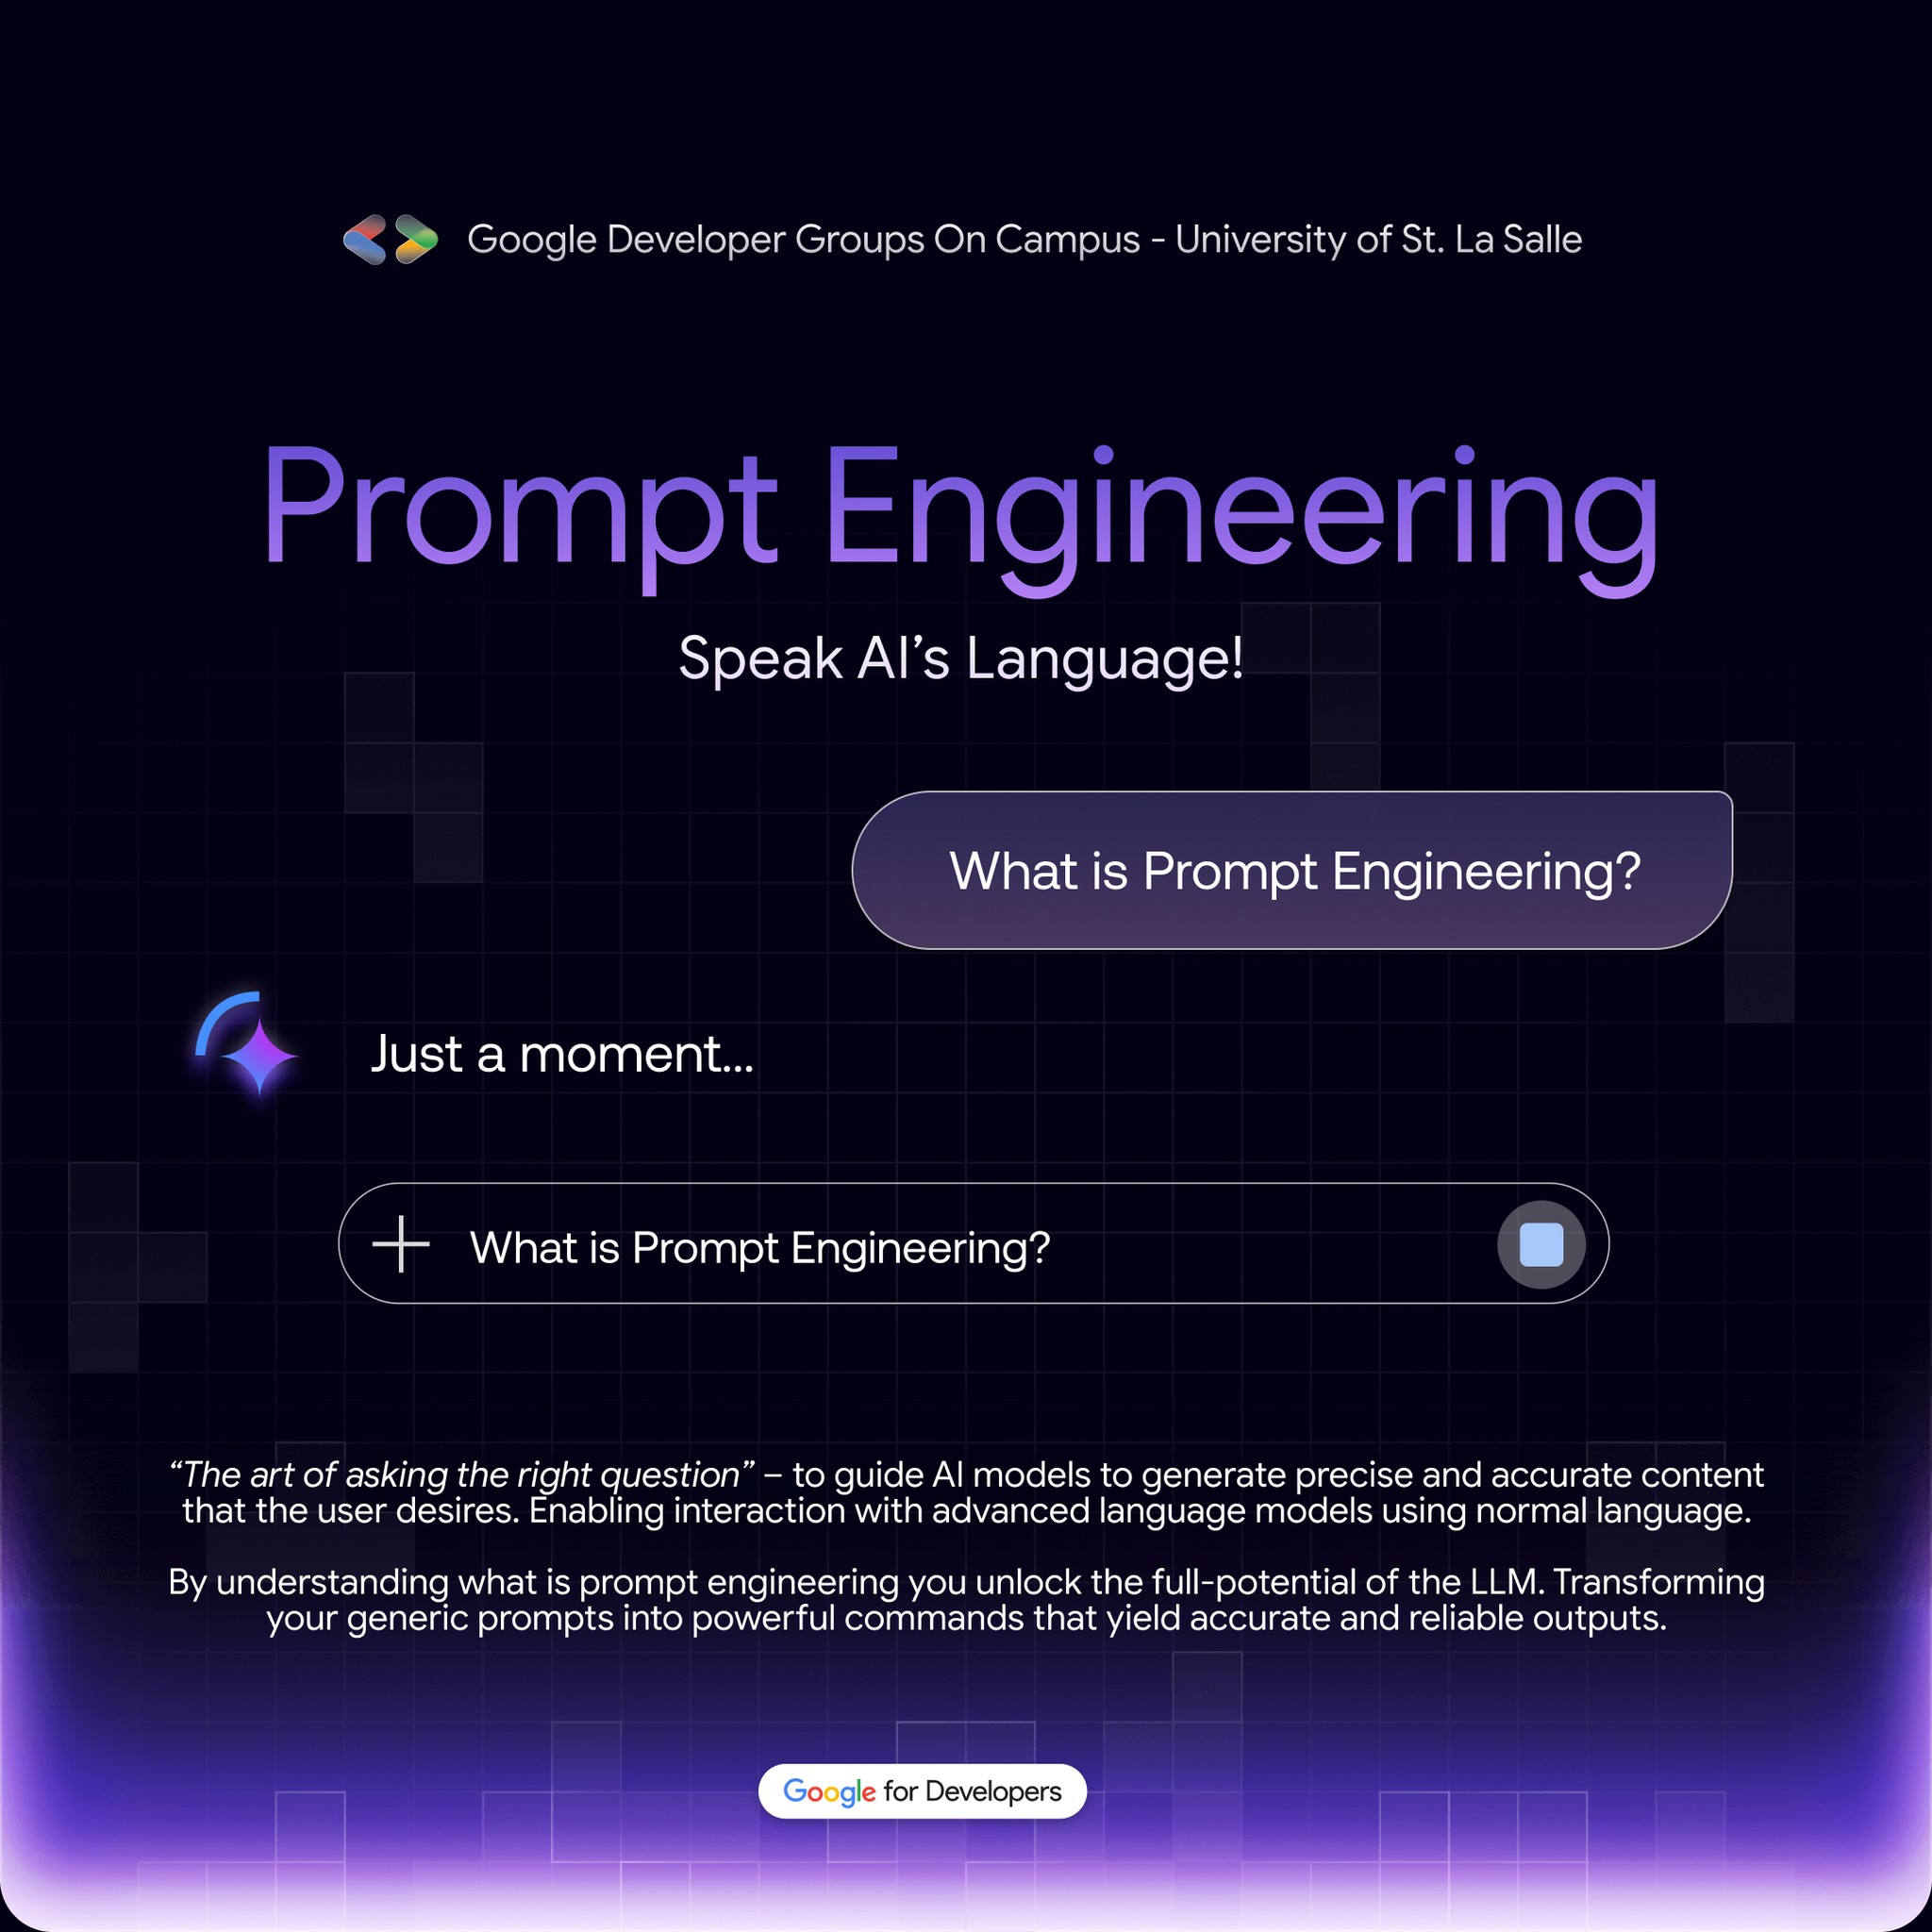 Google Developer Groups On Campus - University of St. La Salle
Prompt Engineering
Speak AI’s Language!
What is Prompt Engineering?
Just a moment...
What is Prompt Engineering?
“The art of asking the right question” – to guide AI models to generate precise and accurate content
that the user desires. Enabling interaction with advanced language models using normal language.
By understanding what is prompt engineering you unlock the full-potential of the LLM. Transforming
your generic prompts into powerful commands that yield accurate and reliable outputs.
Google for Developers